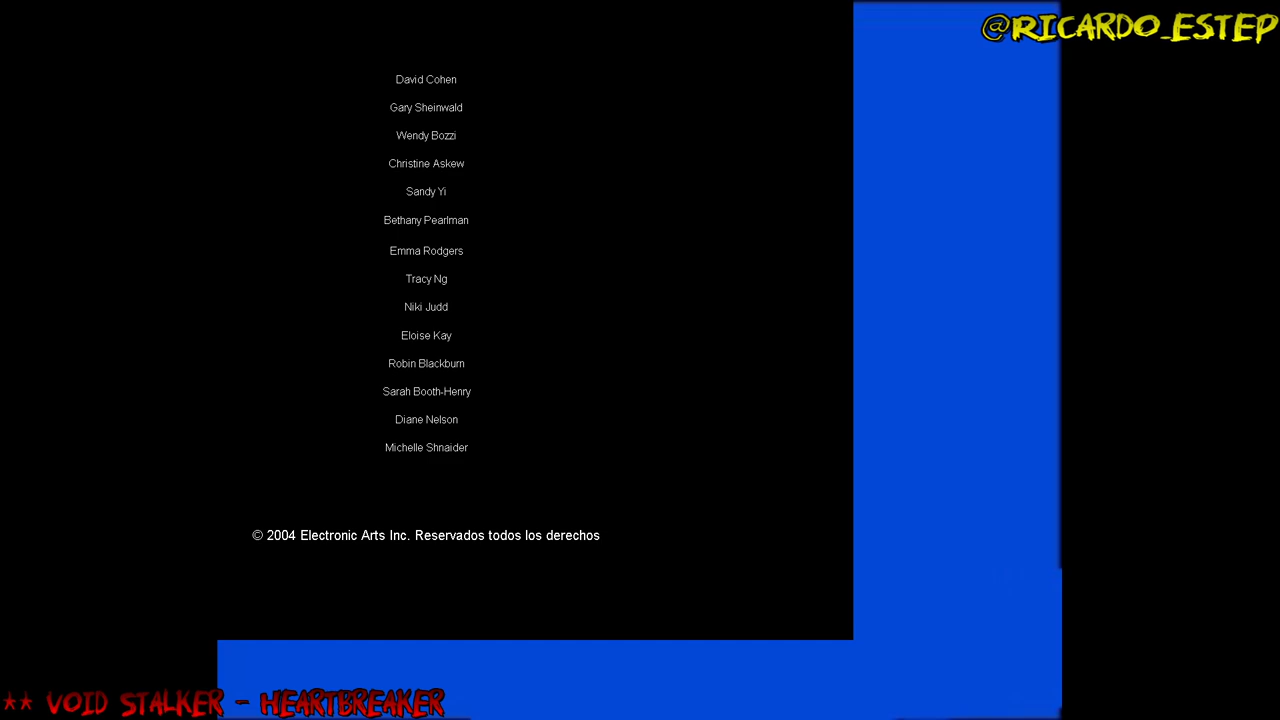 @RICARDO_ESTEP
David Cohen
Gary Sheinwald
Wendy Bozzi
Christine Askew
Sandy Yi
Bethany Pearlman
Emma Rodgers
Tracy Ng
Niki Judd
Eloise Kay
Robin Blackburn
Sarah Booth-Henry
Diane Nelson
Michelle Shnaider
© 2004 Electronic Arts Inc. Reservados todos los derechos
** VOID STALKER - HEARTBREAKER